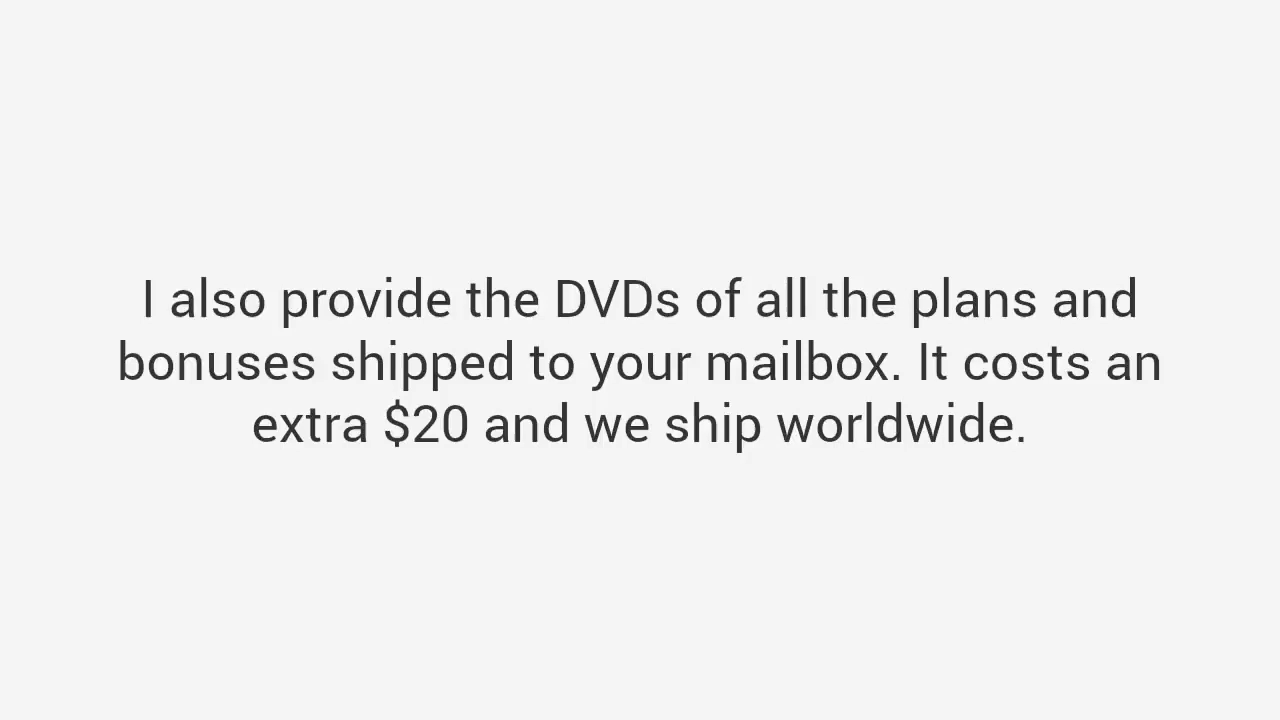 I also provide the DVDs of all the plans and
bonuses shipped to your mailbox. It costs an
extra $20 and we ship worldwide.